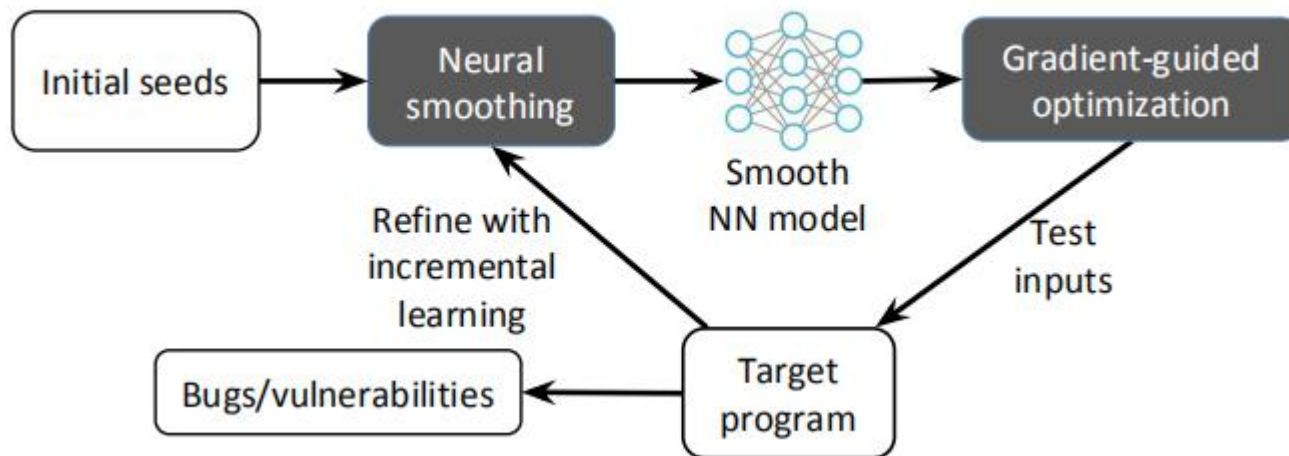 Initial seeds
Neural
smoothing
Smooth
NN model
Gradient-guided
optimization
Test
inputs
Refine with
incremental
learning
Target
program
Bugs/vulnerabilities